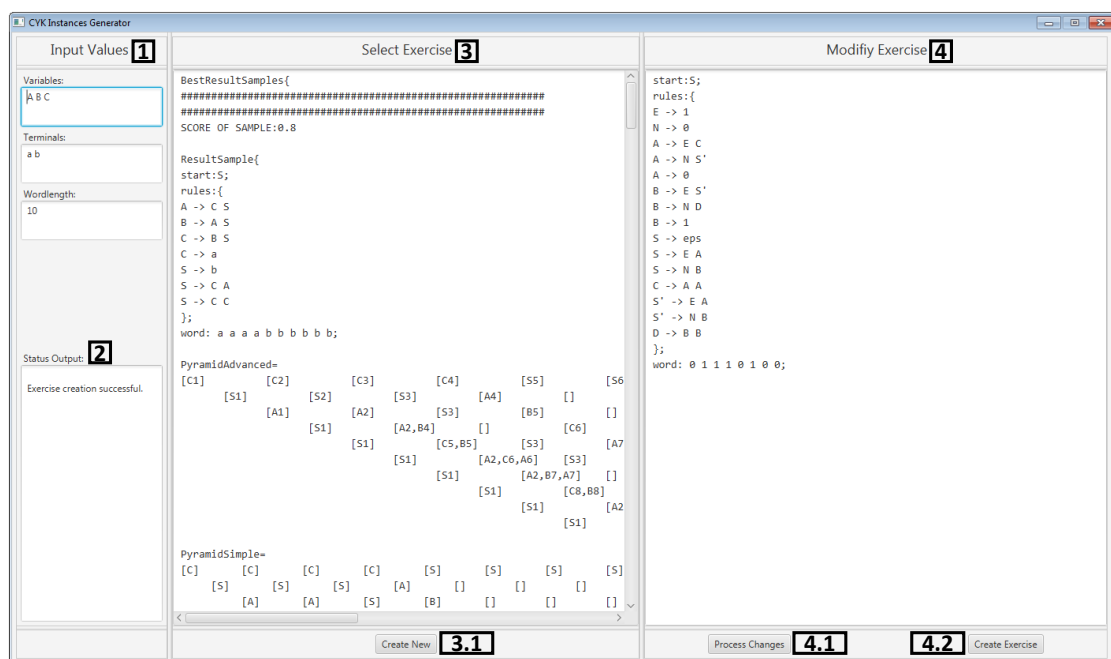 CYK Instances Generator
Input Values 1
Variables:
A B C
Terminals:
a b
Wordlength:
10
Status Output: 2
Exercise creation successful.
Select Exercise 3
BestResultSamples{
############################################################
############################################################
SCORE OF SAMPLE:0.8
ResultSample{
start:S;
rules:{
A -> C S
B -> A S
C -> B S
C -> a
S -> b
S -> C A
S -> C C
};
word: a a a a b b b b b b;
PyramidAdvanced=
[C1] [C2] [C3] [C4] [S5] [S6
[S1] [S2] [S3] [A4] []
[A1] [A2] [S3] [B5] []
[S1] [A2,B4] [] [C6]
[S1] [C5,B5] [S3] [A7
[S1] [A2,C6,A6] [S3]
[S1] [A2,B7,A7] []
[S1] [C8,B8]
[S1] [A2
[S1]
PyramidSimple=
[C] [C] [C] [C] [S] [S] [S] [S]
[S] [S] [S] [A] [] [] []
[A] [A] [S] [B] [] [] []
Create New 3.1
Modifiy Exercise 4
start:S;
rules:{
E -> 1
N -> 0
A -> E C
A -> N S'
A -> 0
B -> E S'
B -> N D
B -> 1
S -> eps
S -> E A
S -> N B
C -> A A
S' -> E A
S' -> N B
D -> B B
};
word: 0 1 1 1 0 1 0 0;
Process Changes 4.1
4.2 Create Exercise